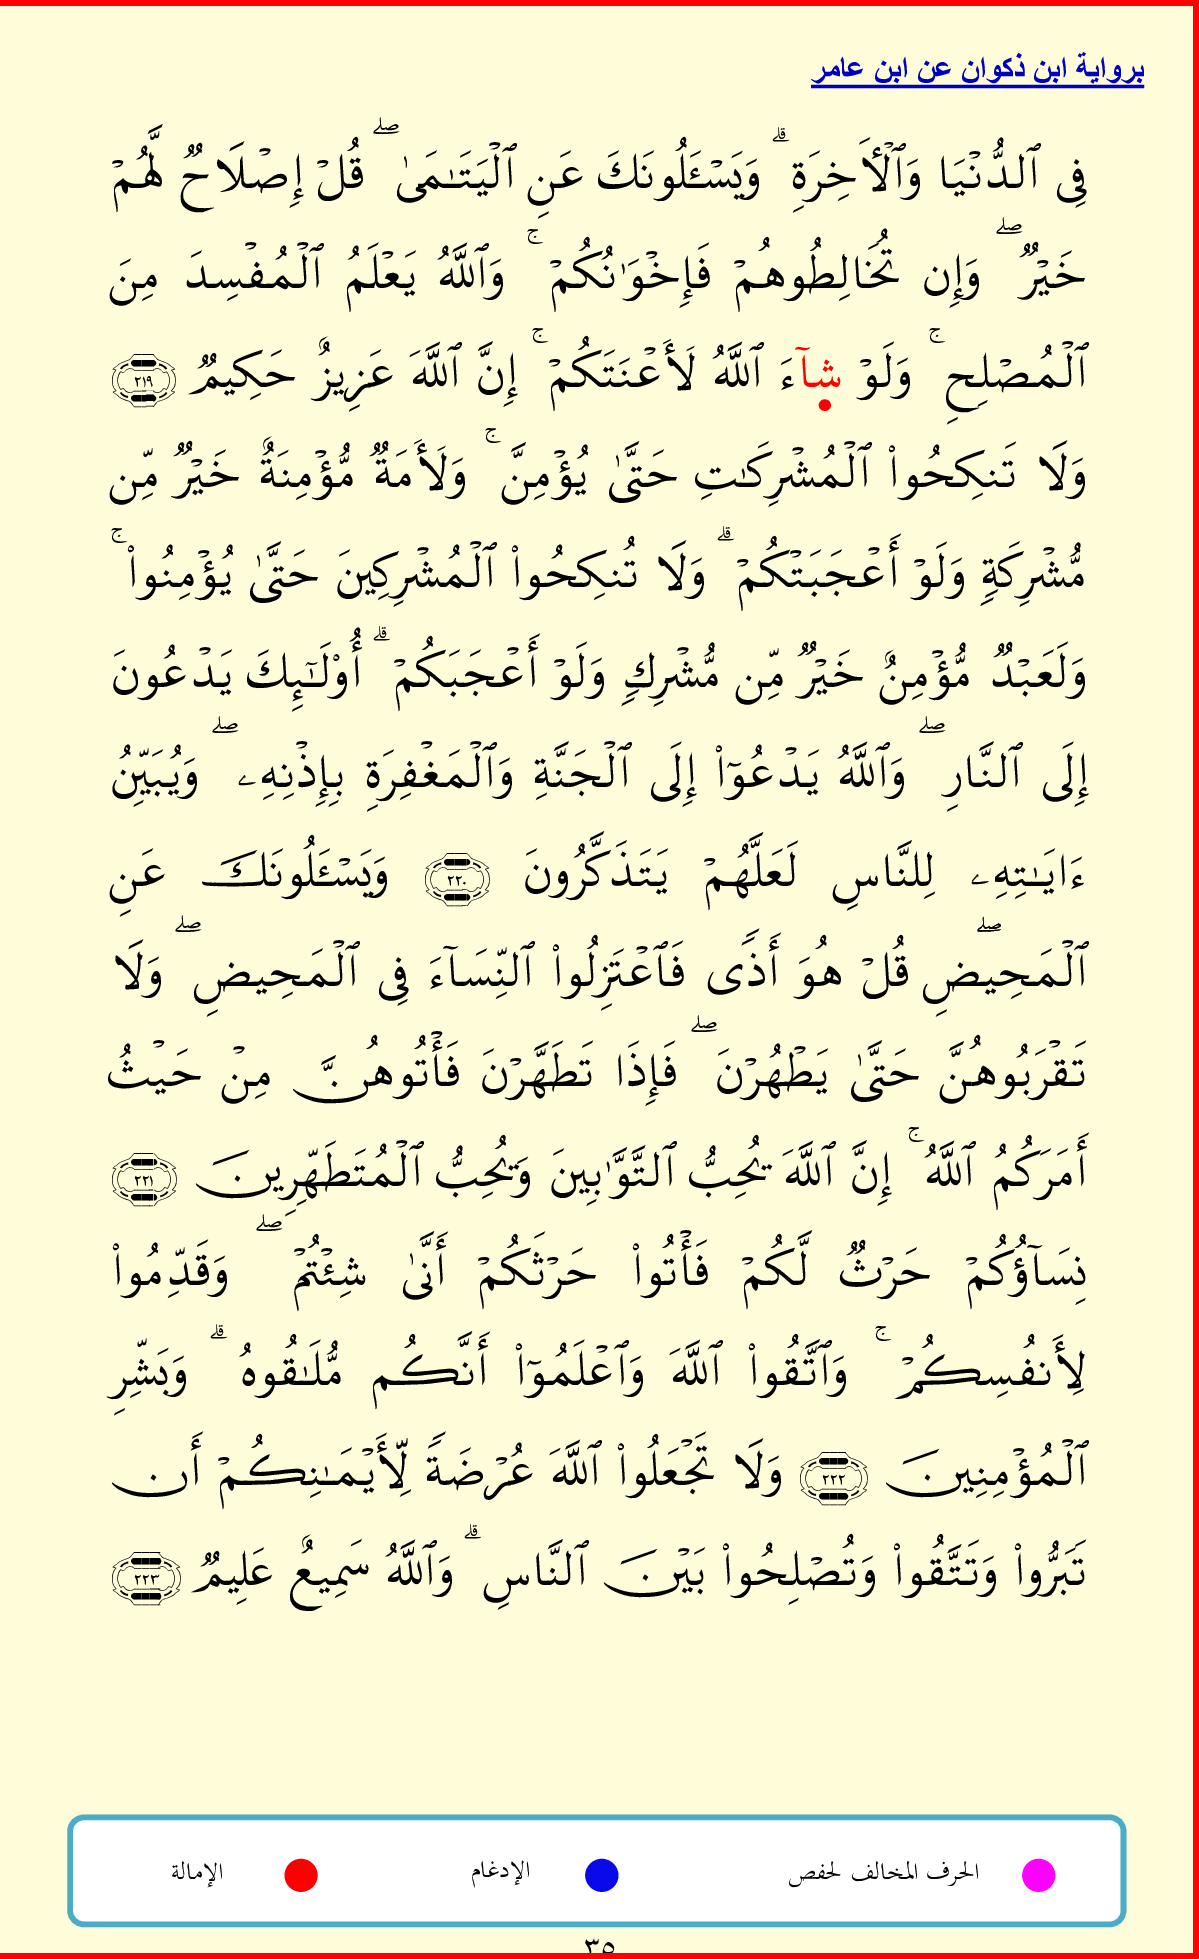 برواية ابن ذكوان عن ابن عامر
فِي ٱلدُّنۡيَا وَٱلۡأٓخِرَةِۗ وَيَسۡـَٔلُونَكَ عَنِ ٱلۡيَتَٰمَىٰۖ قُلۡ إِصۡلَاحٞ لَّهُمۡ
خَيۡرٞۖ وَإِن تُخَالِطُوهُمۡ فَإِخۡوَٰنُكُمۡۚ وَٱللَّهُ يَعۡلَمُ ٱلۡمُفۡسِدَ مِنَ
ٱلۡمُصۡلِحِۚ وَلَوۡ شَآءَ ٱللَّهُ لَأَعۡنَتَكُمۡۚ إِنَّ ٱللَّهَ عَزِيزٌ حَكِيمٞ ٢١٩
وَلَا تَنكِحُواْ ٱلۡمُشۡرِكَٰتِ حَتَّىٰ يُؤۡمِنَّۚ وَلَأَمَةٞ مُّؤۡمِنَةٌ خَيۡرٞ مِّن
مُّشۡرِكَةٖ وَلَوۡ أَعۡجَبَتۡكُمۡۗ وَلَا تُنكِحُواْ ٱلۡمُشۡرِكِينَ حَتَّىٰ يُؤۡمِنُواْۚ
وَلَعَبۡدٞ مُّؤۡمِنٌ خَيۡرٞ مِّن مُّشۡرِكٖ وَلَوۡ أَعۡجَبَكُمۡۗ أُوْلَٰٓئِكَ يَدۡعُونَ
إِلَى ٱلنَّارِۖ وَٱللَّهُ يَدۡعُوٓاْ إِلَى ٱلۡجَنَّةِ وَٱلۡمَغۡفِرَةِ بِإِذۡنِهِۦۖ وَيُبَيِّنُ
ءَايَٰتِهِۦ لِلنَّاسِ لَعَلَّهُمۡ يَتَذَكَّرُونَ ٢٢٠ وَيَسۡـَٔلُونَكَ عَنِ
ٱلۡمَحِيضِۖ قُلۡ هُوَ أَذٗى فَٱعۡتَزِلُواْ ٱلنِّسَآءَ فِي ٱلۡمَحِيضِۖ وَلَا
تَقۡرَبُوهُنَّ حَتَّىٰ يَطۡهُرۡنَۖ فَإِذَا تَطَهَّرۡنَ فَأۡتُوهُنَّ مِنۡ حَيۡثُ
أَمَرَكُمُ ٱللَّهُۚ إِنَّ ٱللَّهَ يُحِبُّ ٱلتَّوَّٰبِينَ وَيُحِبُّ ٱلۡمُتَطَهِّرِينَ ٢٢١
نِسَآؤُكُمۡ حَرۡثٞ لَّكُمۡ فَأۡتُواْ حَرۡثَكُمۡ أَنَّىٰ شِئۡتُمۡۖ وَقَدِّمُواْ
لِأَنفُسِكُمۡۚ وَٱتَّقُواْ ٱللَّهَ وَٱعۡلَمُوٓاْ أَنَّكُم مُّلَٰقُوهُۗ وَبَشِّرِ
ٱلۡمُؤۡمِنِينَ ٢٢٢ وَلَا تَجۡعَلُواْ ٱللَّهَ عُرۡضَةٗ لِّأَيۡمَٰنِكُمۡ أَن
تَبَرُّواْ وَتَتَّقُواْ وَتُصۡلِحُواْ بَيۡنَ ٱلنَّاسِۗ وَٱللَّهُ سَمِيعٌ عَلِيمٞ ٢٢٣
الحرف المخالف لحفص الإدغام الإمالة
٣٥